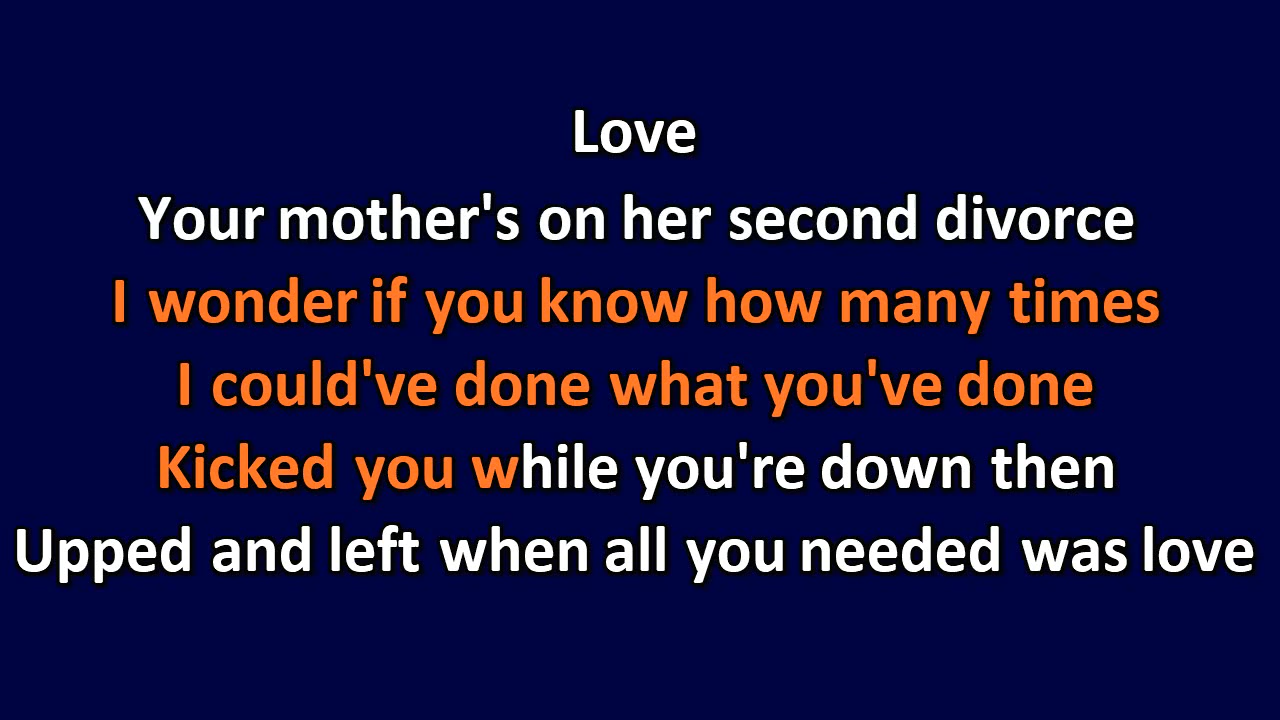 Love
Your mother's on her second divorce
I wonder if you know how many times
I could've done what you've done
Kicked you while you're down then
Upped and left when all you needed was love